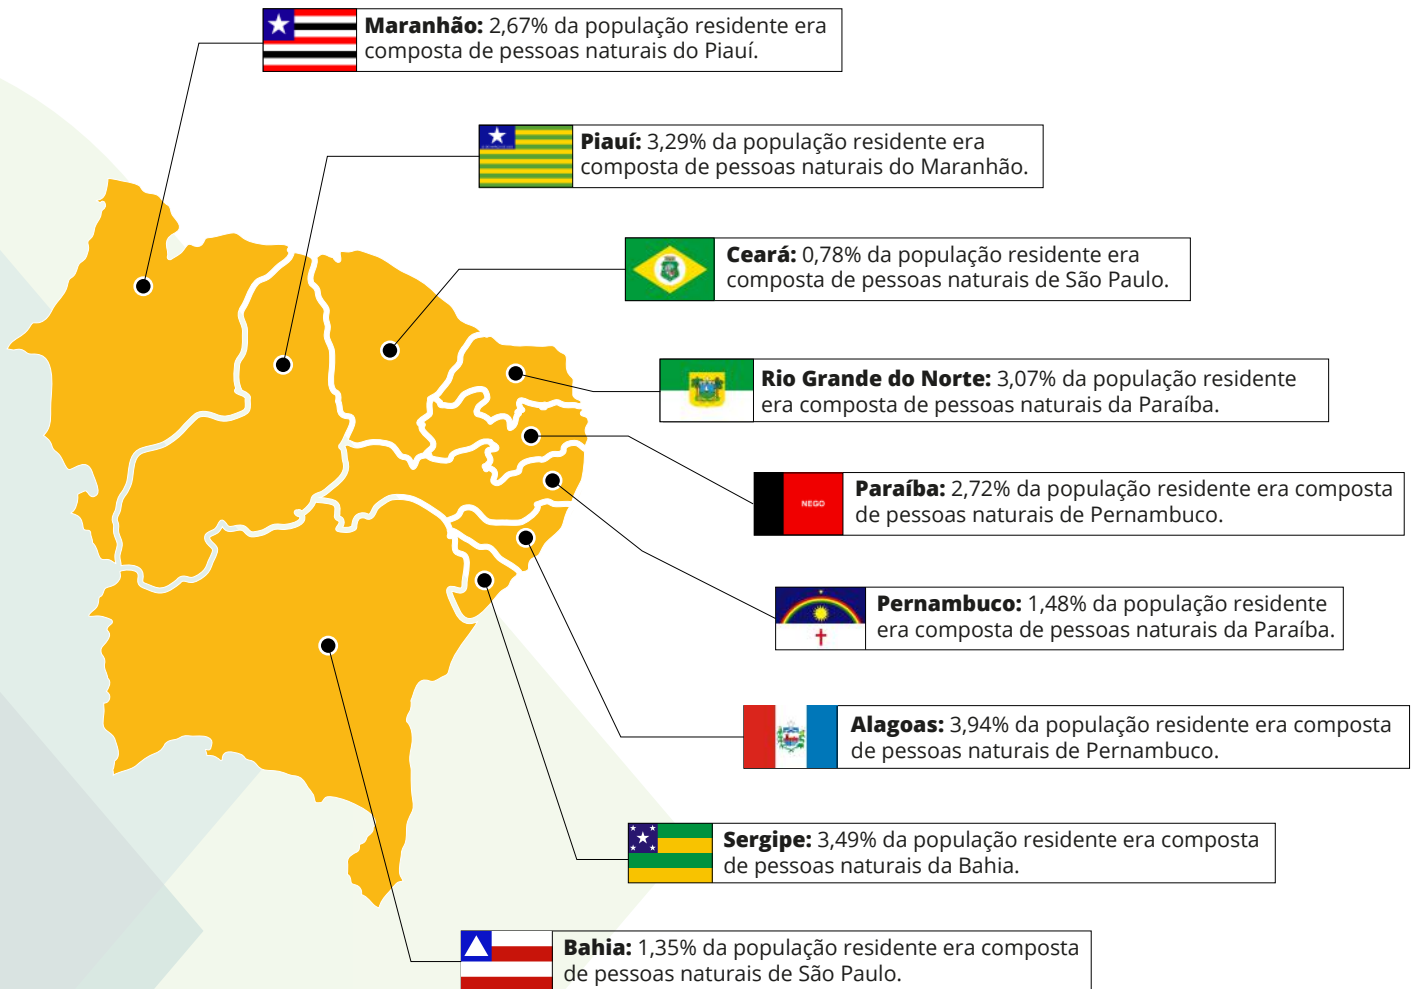 Maranhão: 2,67% da população residente era
composta de pessoas naturais do Piauí.
Piauí: 3,29% da população residente era
composta de pessoas naturais do Maranhão.
Ceará: 0,78% da população residente era
composta de pessoas naturais de São Paulo.
Rio Grande do Norte: 3,07% da população residente
era composta de pessoas naturais da Paraíba.
Paraíba: 2,72% da população residente era composta
de pessoas naturais de Pernambuco.
NEGO
Pernambuco: 1,48% da população residente
era composta de pessoas naturais da Paraíba.
Alagoas: 3,94% da população residente era composta
de pessoas naturais de Pernambuco.
Sergipe: 3,49% da população residente era composta
de pessoas naturais da Bahia.
Bahia: 1,35% da população residente era composta
de pessoas naturais de São Paulo.